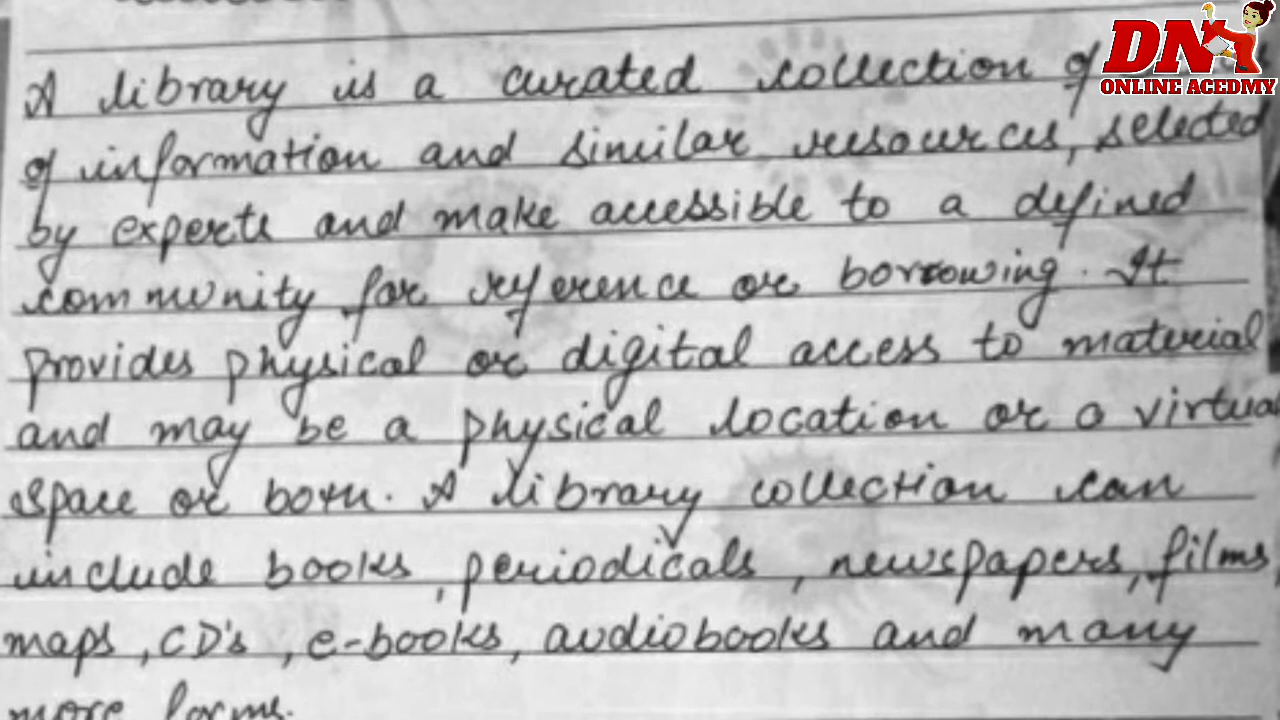 DN
ONLINE ACEDMY
A library is a curated collection of
of information and similar resources, selected
by experts and make accessible to a defined
community for reference or borrowing. It
provides physical or digital access to material
and may be a physical location or a virtual
space or both. A library collection can
include books, periodicals, newspapers, films
maps, CD's, e-books, audiobooks and many
more forms.